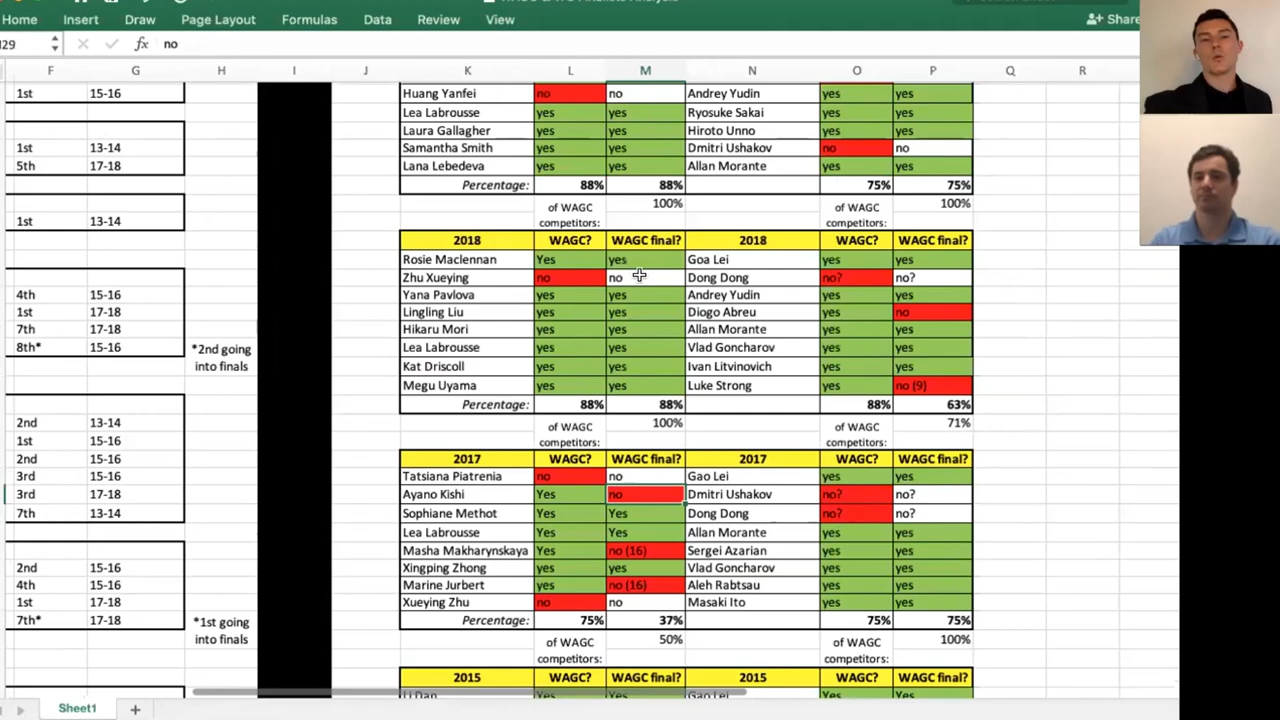 Home Insert Draw Page Layout Formulas Data Review View Share
29 fx no
F G H I J K L M N O P Q R
1st 15-16 Huang Yanfei no no Andrey Yudin yes yes
Lea Labrousse yes yes Ryosuke Sakai yes yes
Laura Gallagher yes yes Hiroto Unno yes yes
1st 13-14 Samantha Smith yes yes Dmitri Ushakov no no
5th 17-18 Lana Lebedeva yes yes Allan Morante yes yes
Percentage: 88% 88% 75% 75%
of WAGC competitors: 100% of WAGC competitors: 100%
1st 13-14
2018 WAGC? WAGC final? 2018 WAGC? WAGC final?
Rosie Maclennan Yes yes Goa Lei yes yes
Zhu Xueying no no Dong Dong no? no?
4th 15-16 Yana Pavlova yes yes Andrey Yudin yes yes
1st 17-18 Lingling Liu yes yes Diogo Abreu yes no
7th 17-18 Hikaru Mori yes yes Allan Morante yes yes
8th* 15-16 *2nd going into finals Lea Labrousse yes yes Vlad Goncharov yes yes
Kat Driscoll yes yes Ivan Litvinovich yes yes
Megu Uyama yes yes Luke Strong yes no (9)
Percentage: 88% 88% 88% 63%
2nd 13-14 of WAGC competitors: 100% of WAGC competitors: 71%
1st 15-16
2nd 15-16 2017 WAGC? WAGC final? 2017 WAGC? WAGC final?
3rd 15-16 Tatsiana Piatrenia no no Gao Lei yes yes
3rd 17-18 Ayano Kishi Yes no Dmitri Ushakov no? no?
7th 13-14 Sophiane Methot Yes Yes Dong Dong no? no?
Lea Labrousse Yes Yes Allan Morante yes yes
Masha Makharynskaya Yes no (16) Sergei Azarian yes yes
2nd 15-16 Xingping Zhong Yes yes Vlad Goncharov yes yes
4th 15-16 Marine Jurbert yes no (16) Aleh Rabtsau yes yes
1st 17-18 Xueying Zhu no no Masaki Ito yes yes
7th* 17-18 *1st going into finals Percentage: 75% 37% 75% 75%
of WAGC competitors: 50% of WAGC competitors: 100%
2015 WAGC? WAGC final? 2015 WAGC? WAGC final?
Li Dan Yes Yes Gao Lei Yes Yes
Sheet1